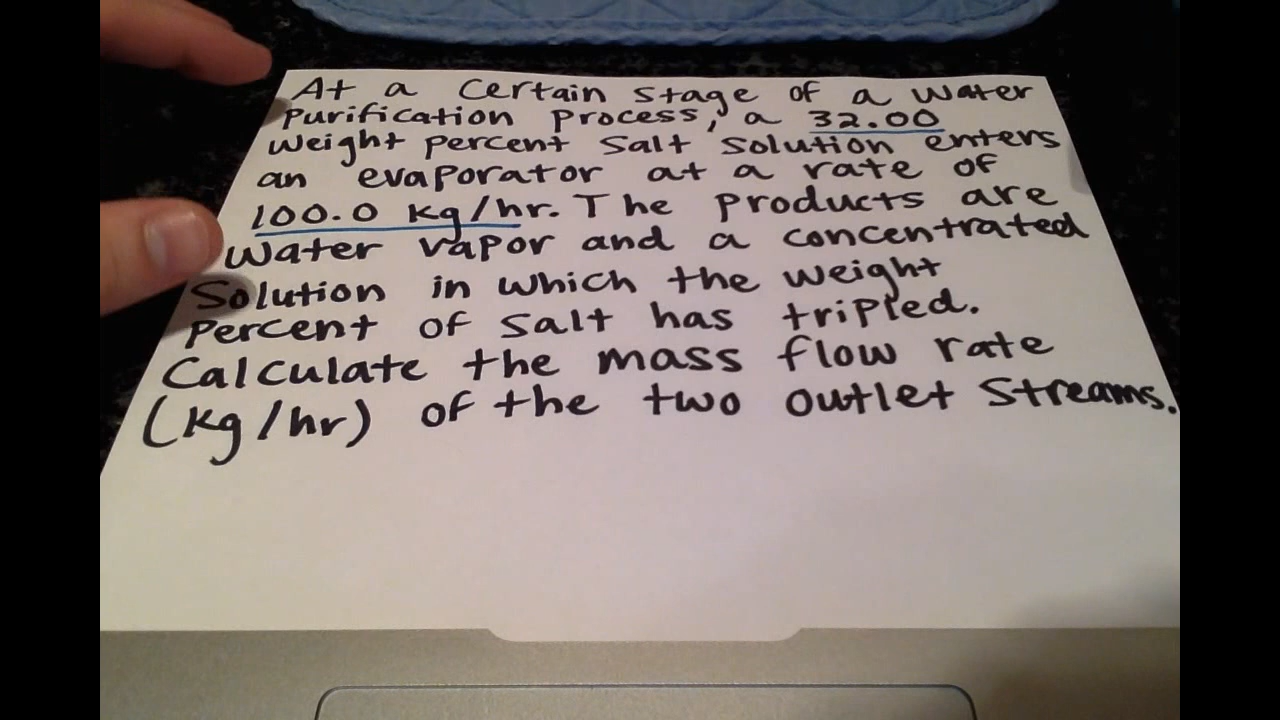 At a certain stage of a water
purification process, a 32.00
weight percent salt solution enters
an evaporator at a rate of
100.0 kg/hr. The products are
water vapor and a concentrated
solution in which the weight
percent of salt has tripled.
Calculate the mass flow rate
(kg/hr) of the two outlet streams.